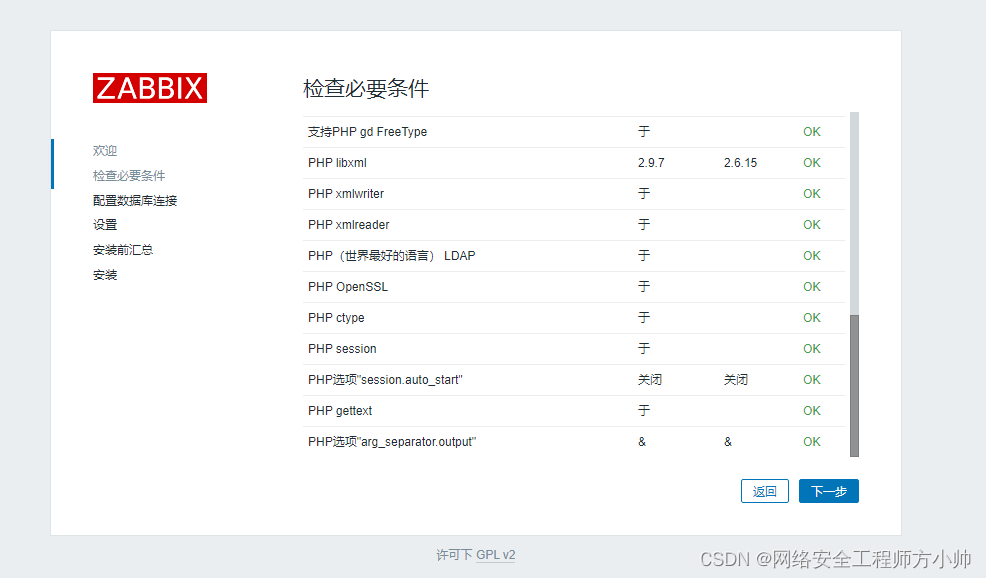 ZABBIX
欢迎
检查必要条件
配置数据库连接
设置
安装前汇总
安装
检查必要条件
支持PHP gd FreeType 于 OK
PHP libxml 2.9.7 2.6.15 OK
PHP xmlwriter 于 OK
PHP xmlreader 于 OK
PHP（世界最好的语言） LDAP 于 OK
PHP OpenSSL 于 OK
PHP ctype 于 OK
PHP session 于 OK
PHP选项"session.auto_start" 关闭 关闭 OK
PHP gettext 于 OK
PHP选项"arg_separator.output" & & OK
返回 下一步
许可下 GPL v2
CSDN @网络安全工程师方小帅